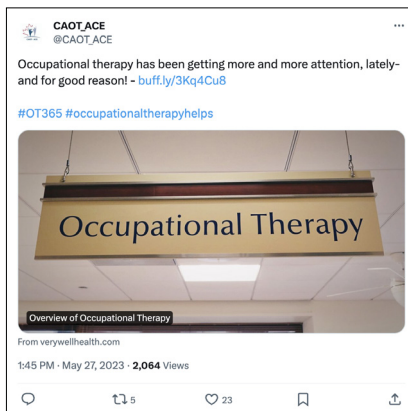 CAOT_ACE
@CAOT_ACE
Occupational therapy has been getting more and more attention, lately-
and for good reason! - buff.ly/3Kq4Cu8
#OT365 #occupationaltherapyhelps
Occupational Therapy
Overview of Occupational Therapy
From verywellhealth.com
1:45 PM · May 27, 2023 · 2,064 Views
5 23